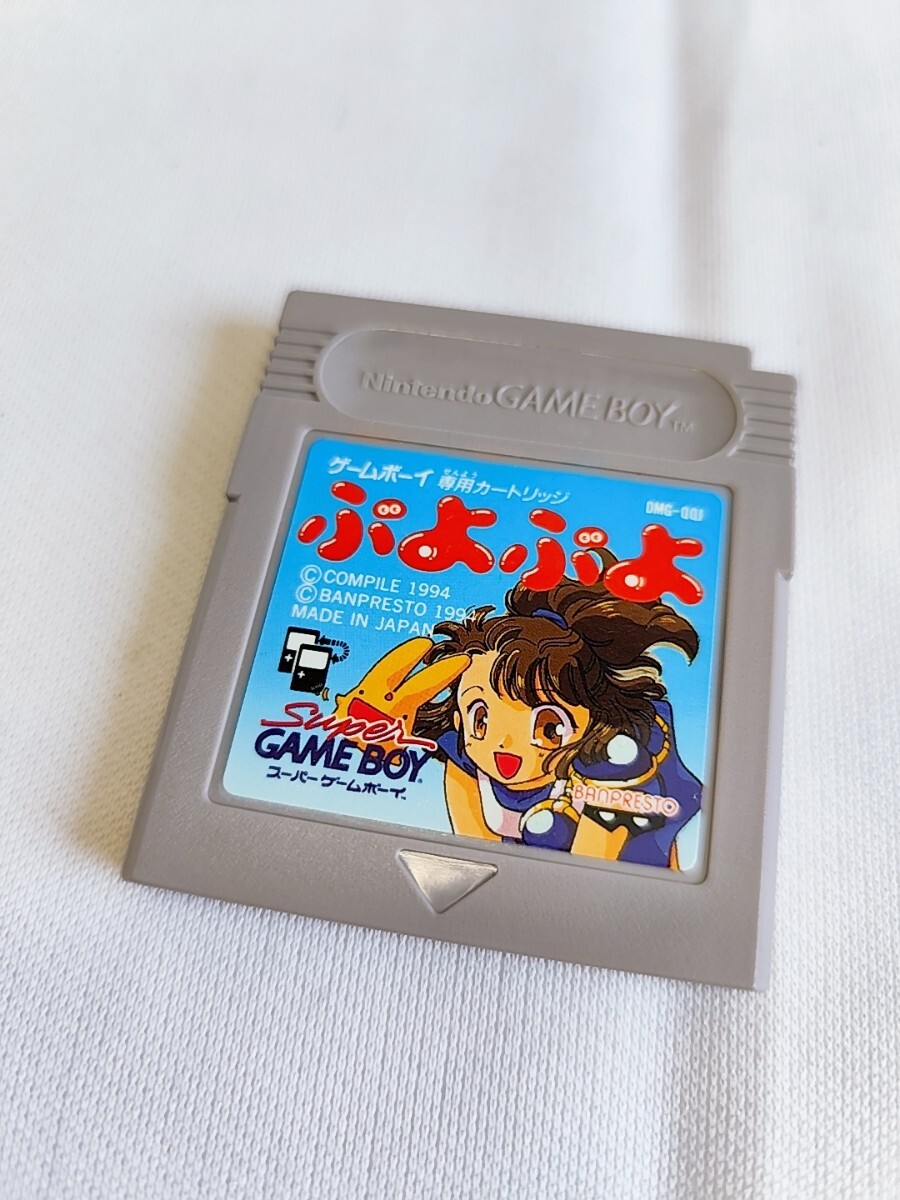 Nintendo GAME BOY TM
ゲームボーイ 専用カートリッジ
せんよう
DMG-QQJ
ぷよぷよ
©COMPILE 1994
©BANPRESTO 1994
MADE IN JAPAN
Super
GAME BOY
スーパーゲームボーイ
BANPRESTO